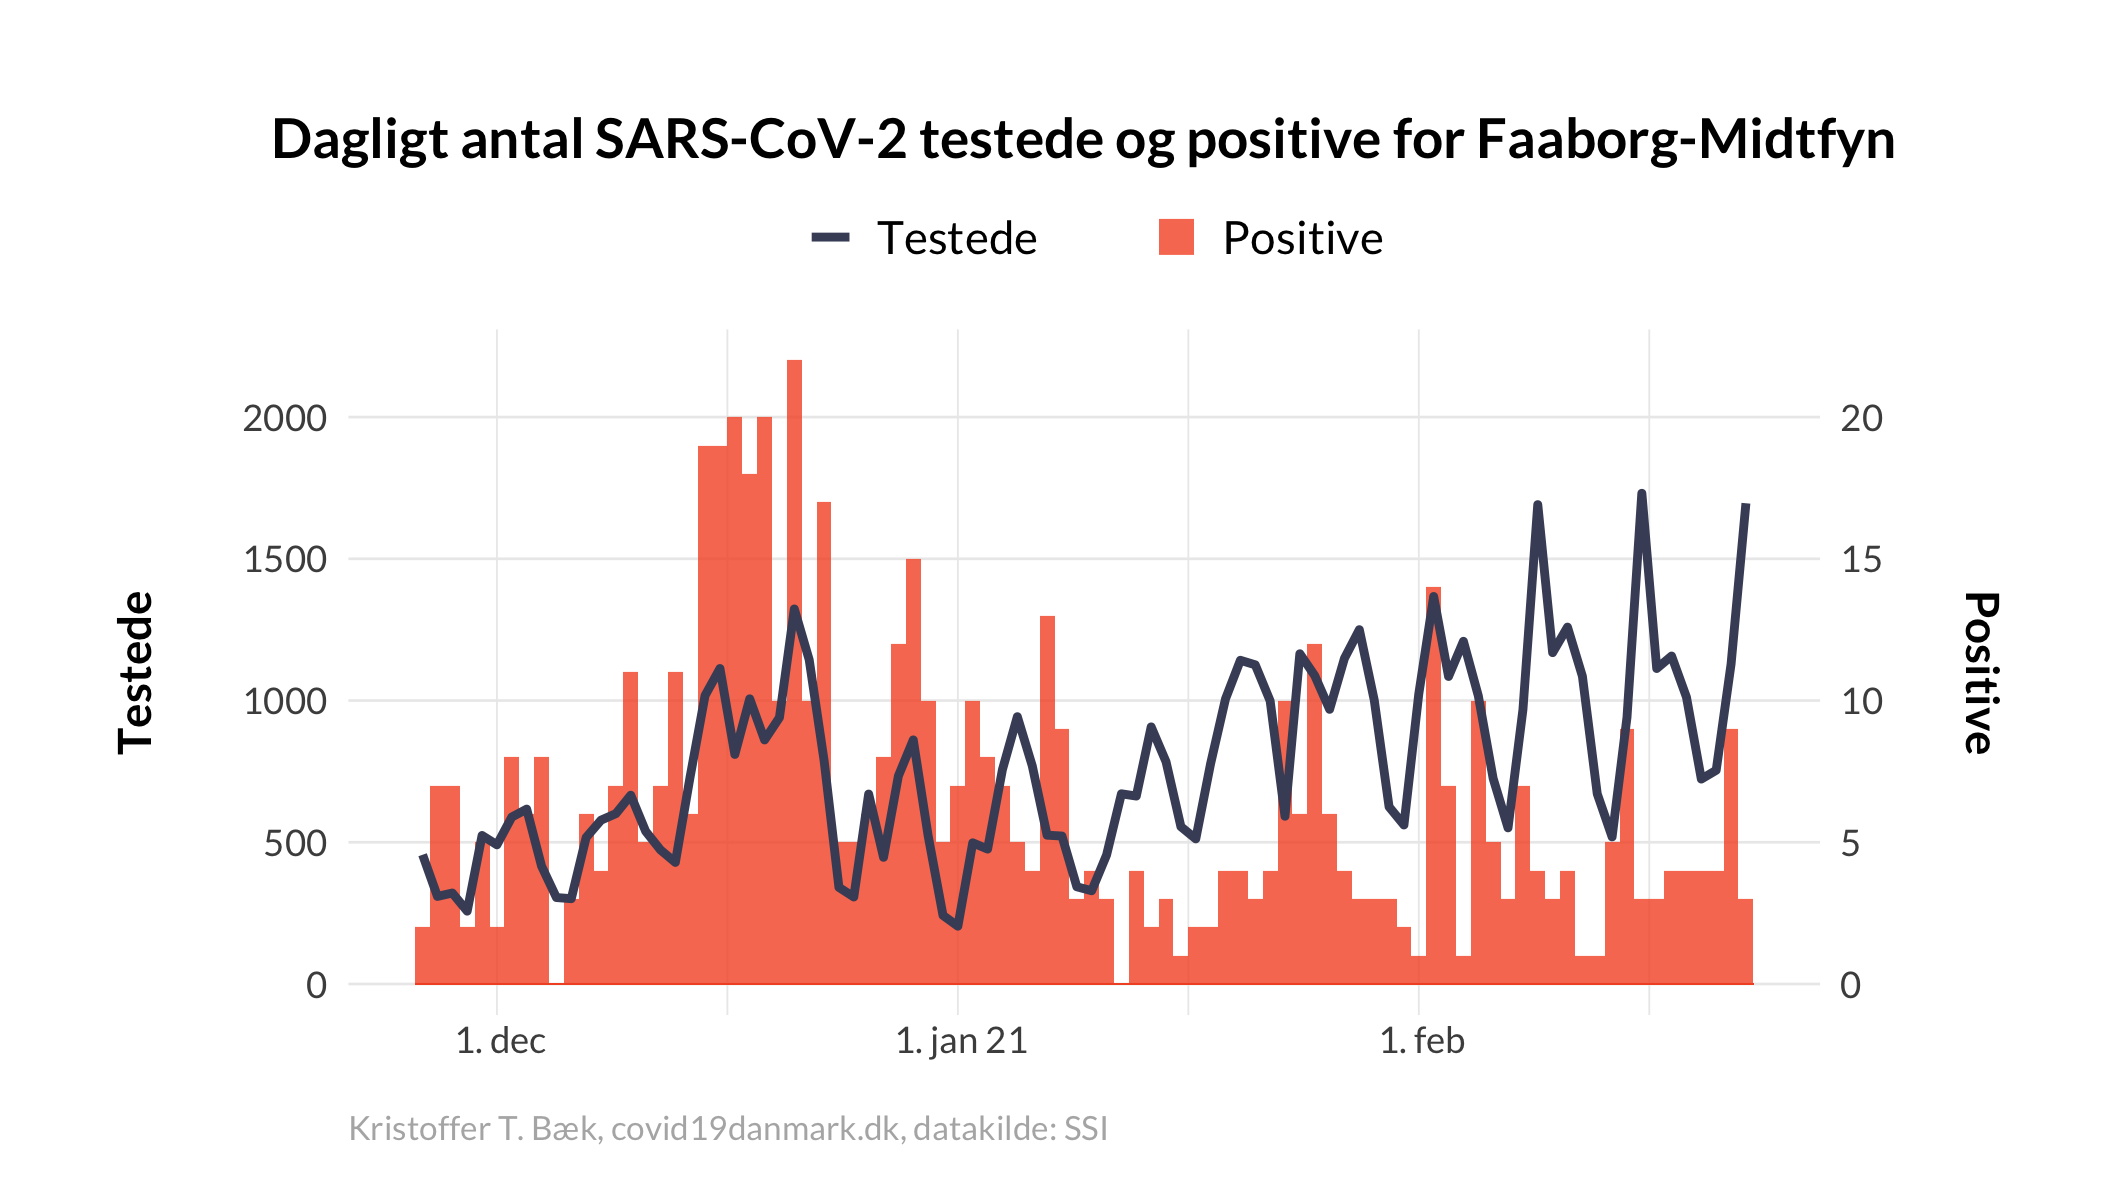 Dagligt antal SARS-CoV-2 testede og positive for Faaborg-Midtfyn
Testede
Positive
2000
1500
1000
500
0
Testede
20
15
10
5
0
Positive
1. dec
1. jan 21
1. feb
Kristoffer T. Bæk, covid19danmark.dk, datakilde: SSI